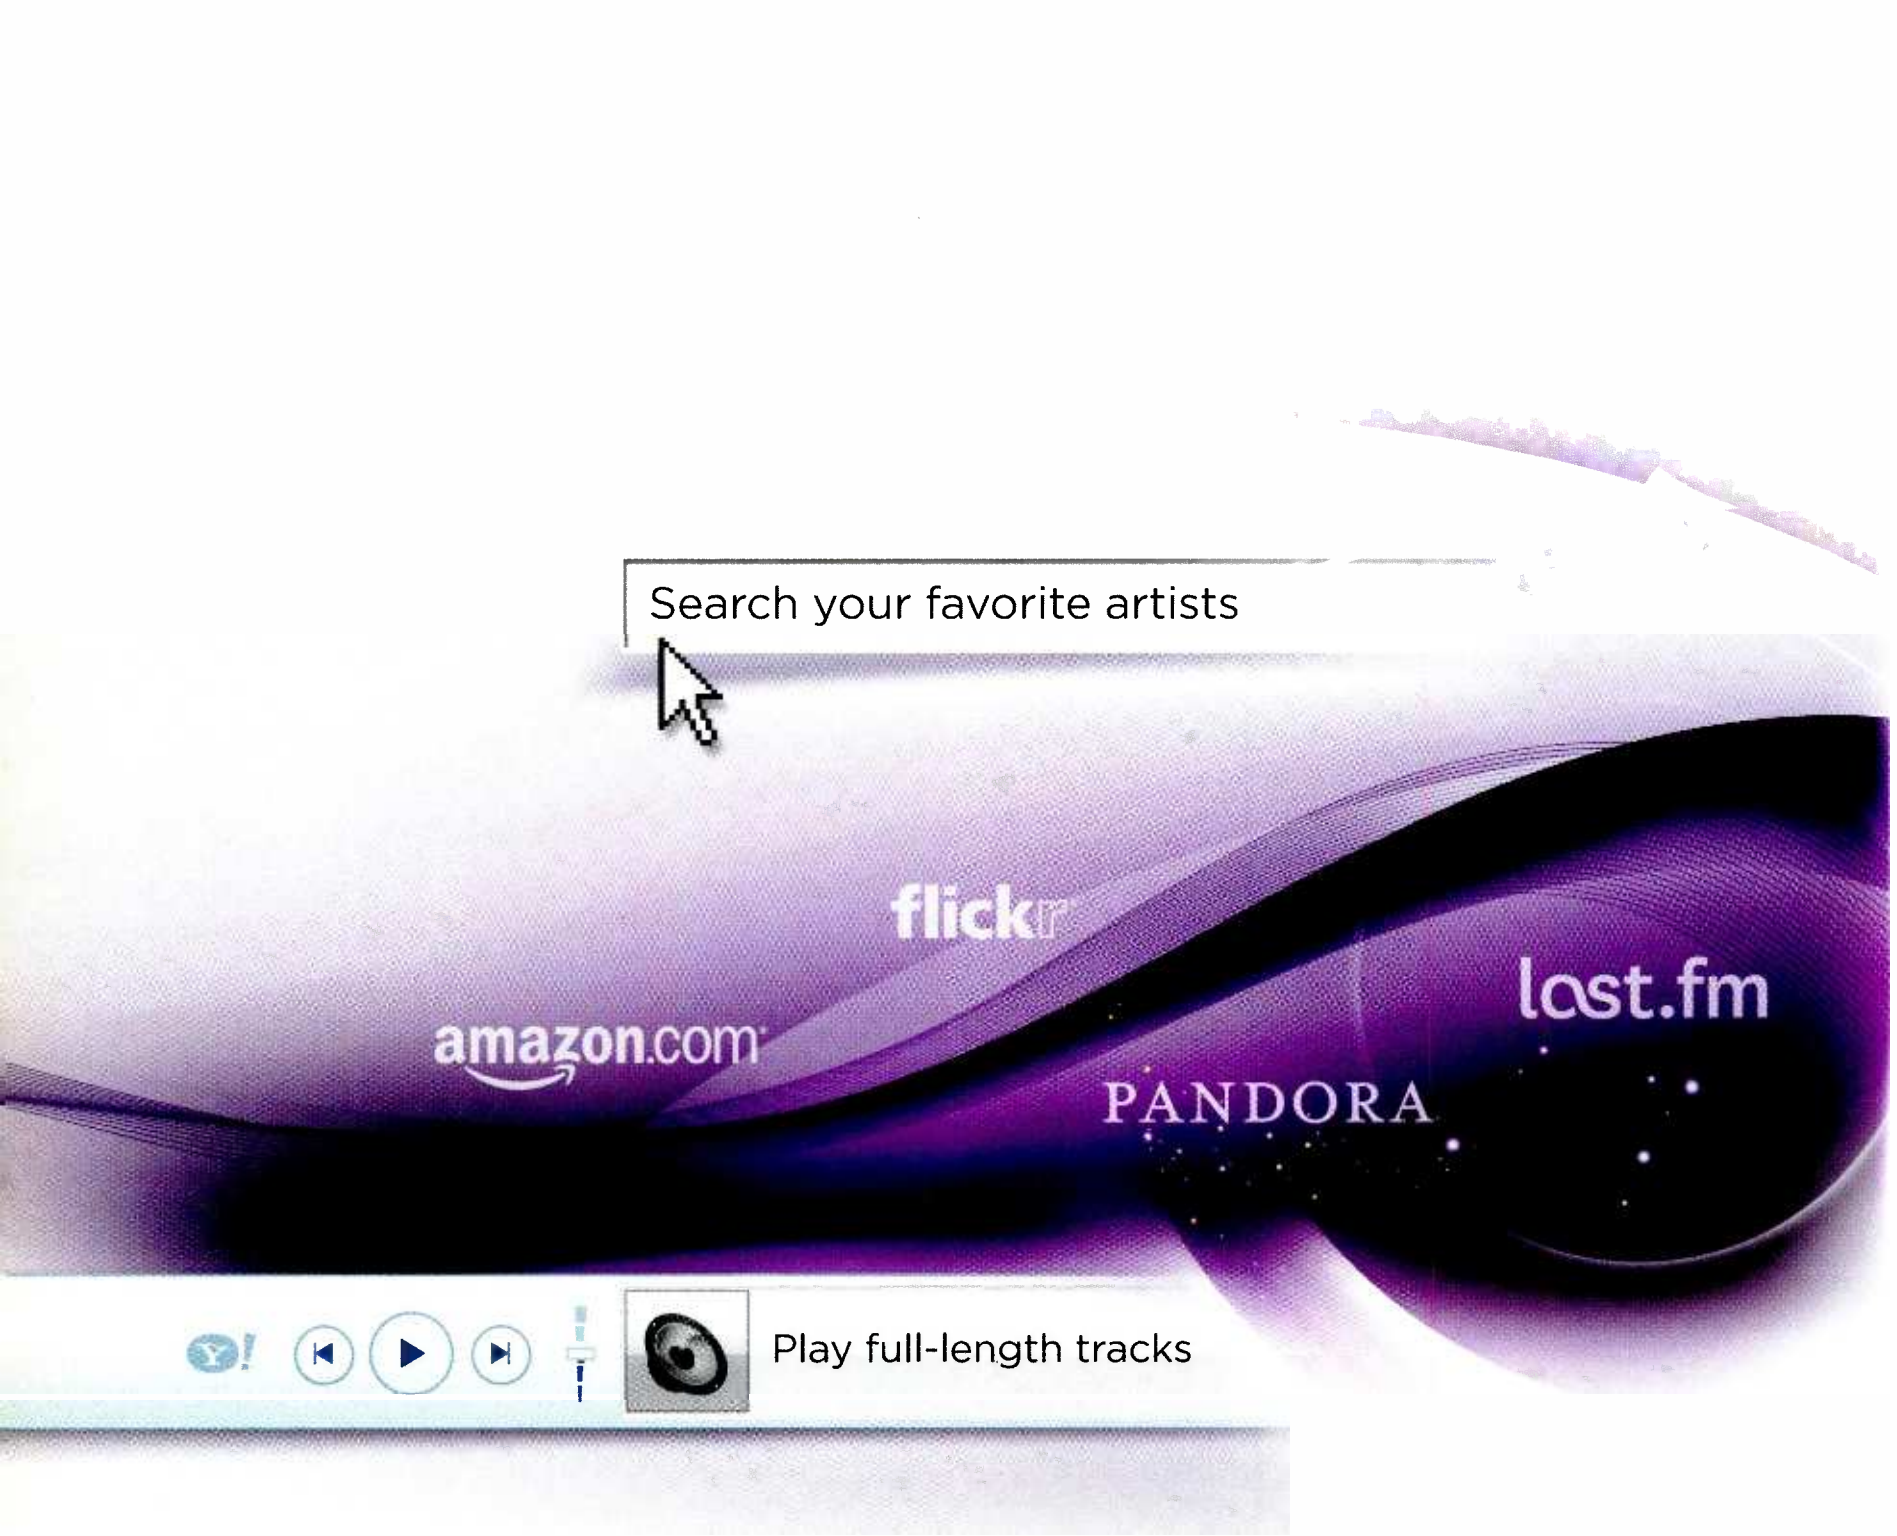 Search your favorite artists
flickr
last.fm
amazon.com
PANDORA
Y!
Play full-length tracks